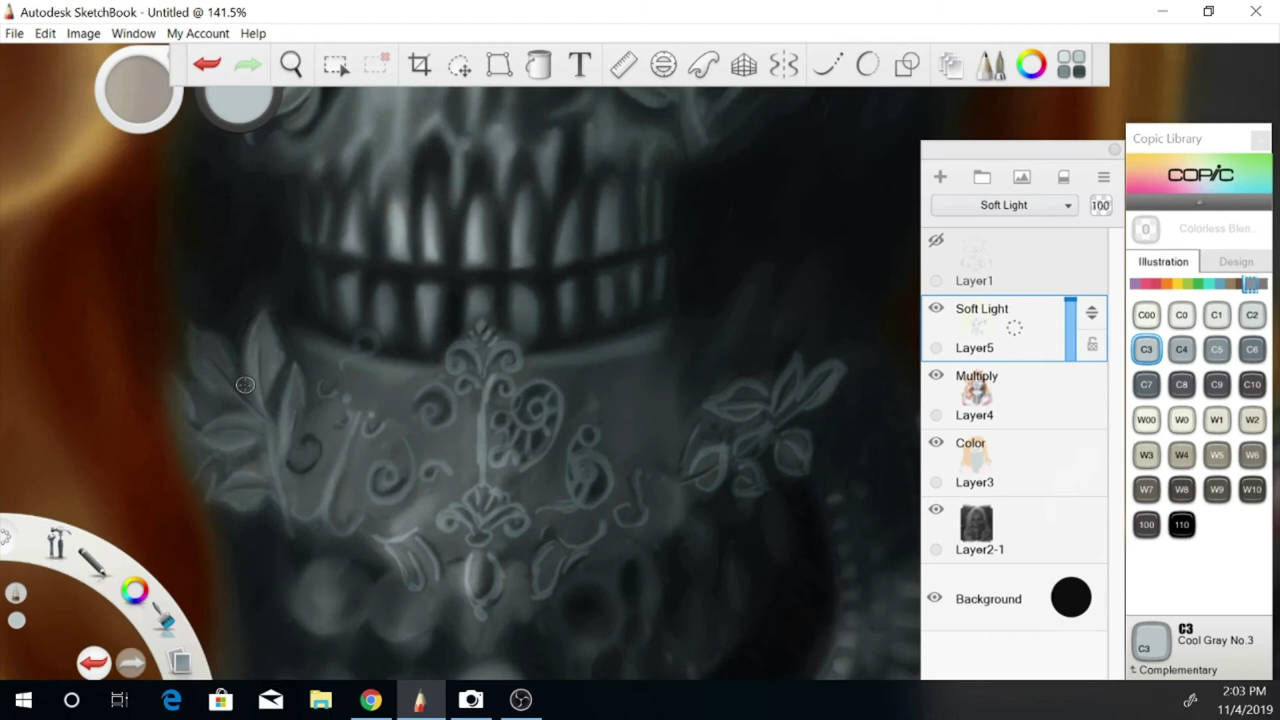 Autodesk SketchBook - Untitled @ 141.5%
File Edit Image Window My Account Help
T
Copic Library
COPIC
Soft Light 100
0 Colorless Blen...
Illustration Design
Layer1
Soft Light
Layer5
Multiply
Layer4
Color
Layer3
Layer2-1
Background
C00 C0 C1 C2
C3 C4 C5 C6
C7 C8 C9 C10
W00 W0 W1 W2
W3 W4 W5 W6
W7 W8 W9 W10
100 110
C3
C3
Cool Gray No.3
Complementary
2:03 PM
11/4/2019